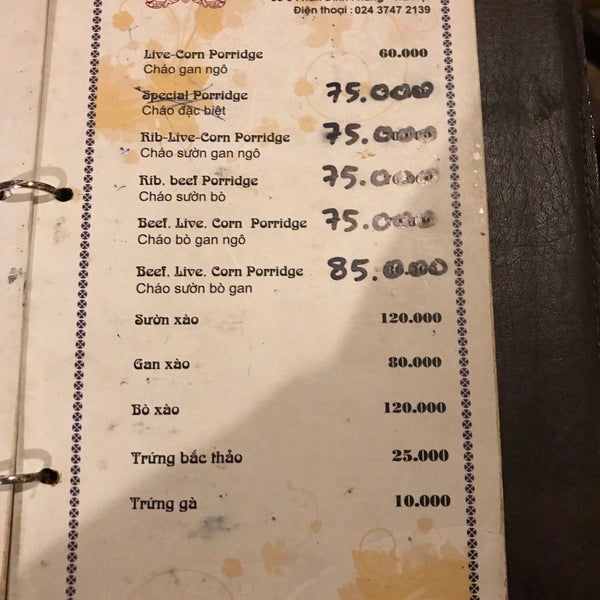 Điện thoại : 024 3747 2139
Live-Corn Porridge 60.000
Cháo gan ngô
Special Porridge 75.000
Cháo đặc biệt
Rib-Live-Corn Porridge 75.000
Cháo sườn gan ngô
Rib, beef Porridge 75.000
Cháo sườn bò
Beef, Live, Corn Porridge 75.000
Cháo bò gan ngô
Beef, Live, Corn Porridge 85.000
Cháo sườn bò gan
Sườn xào 120.000
Gan xào 80.000
Bò xào 120.000
Trứng bắc thảo 25.000
Trứng gà 10.000